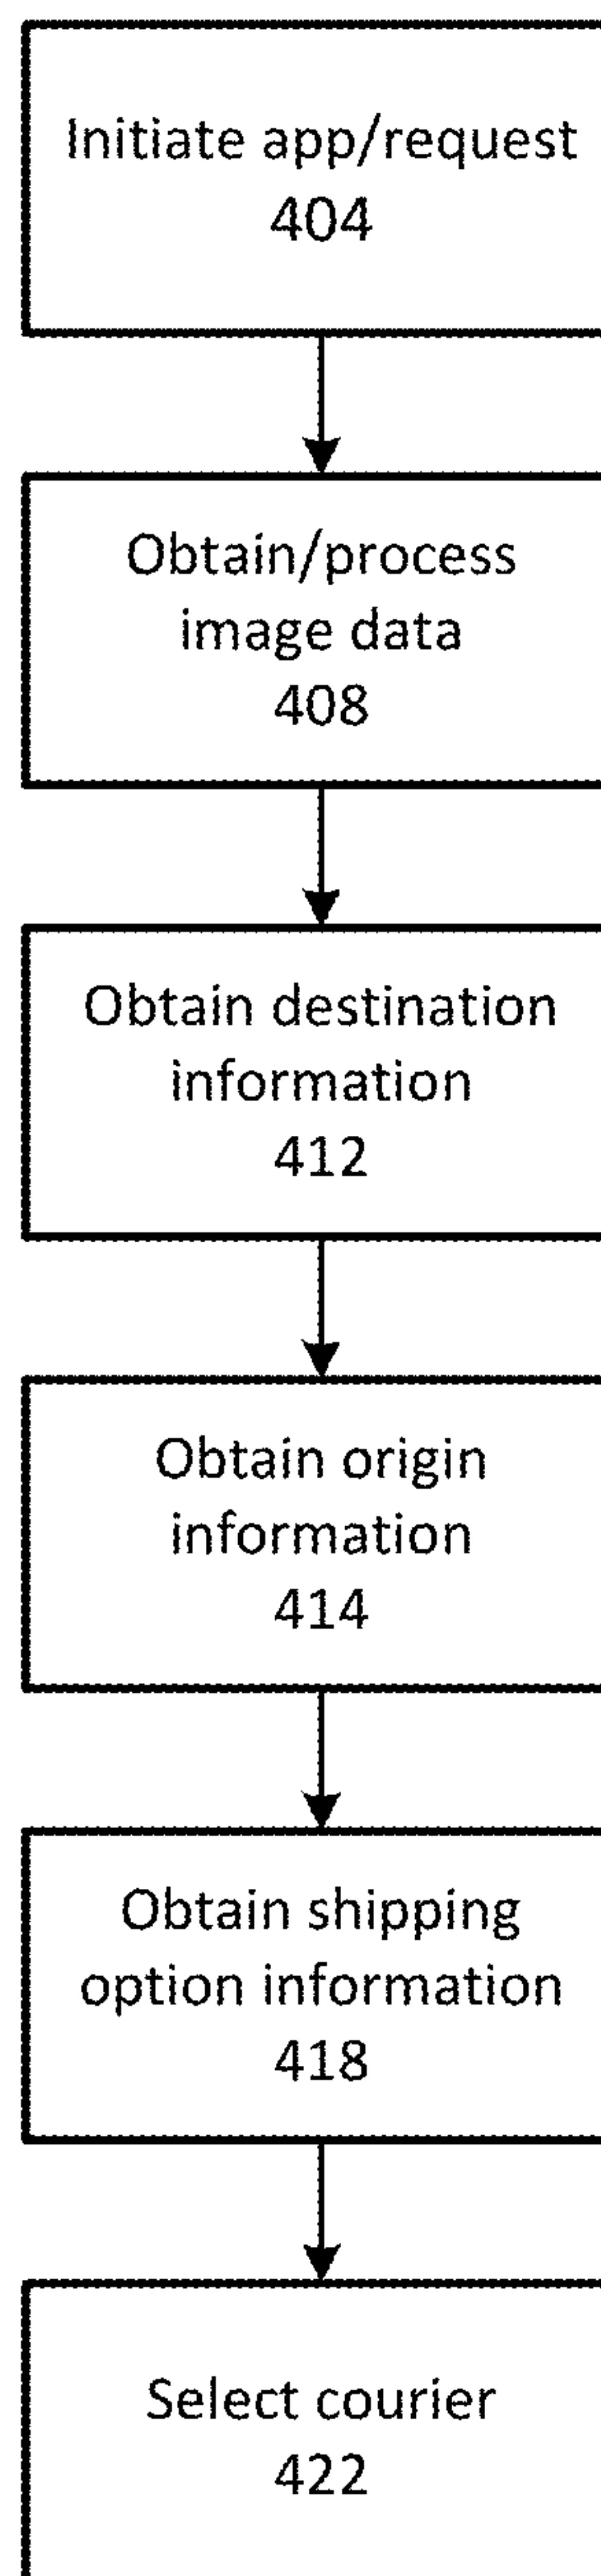 Initiate app/request
404
Obtain/process
image data
408
Obtain destination
information
412
Obtain origin
information
414
Obtain shipping
option information
418
Select courier
422